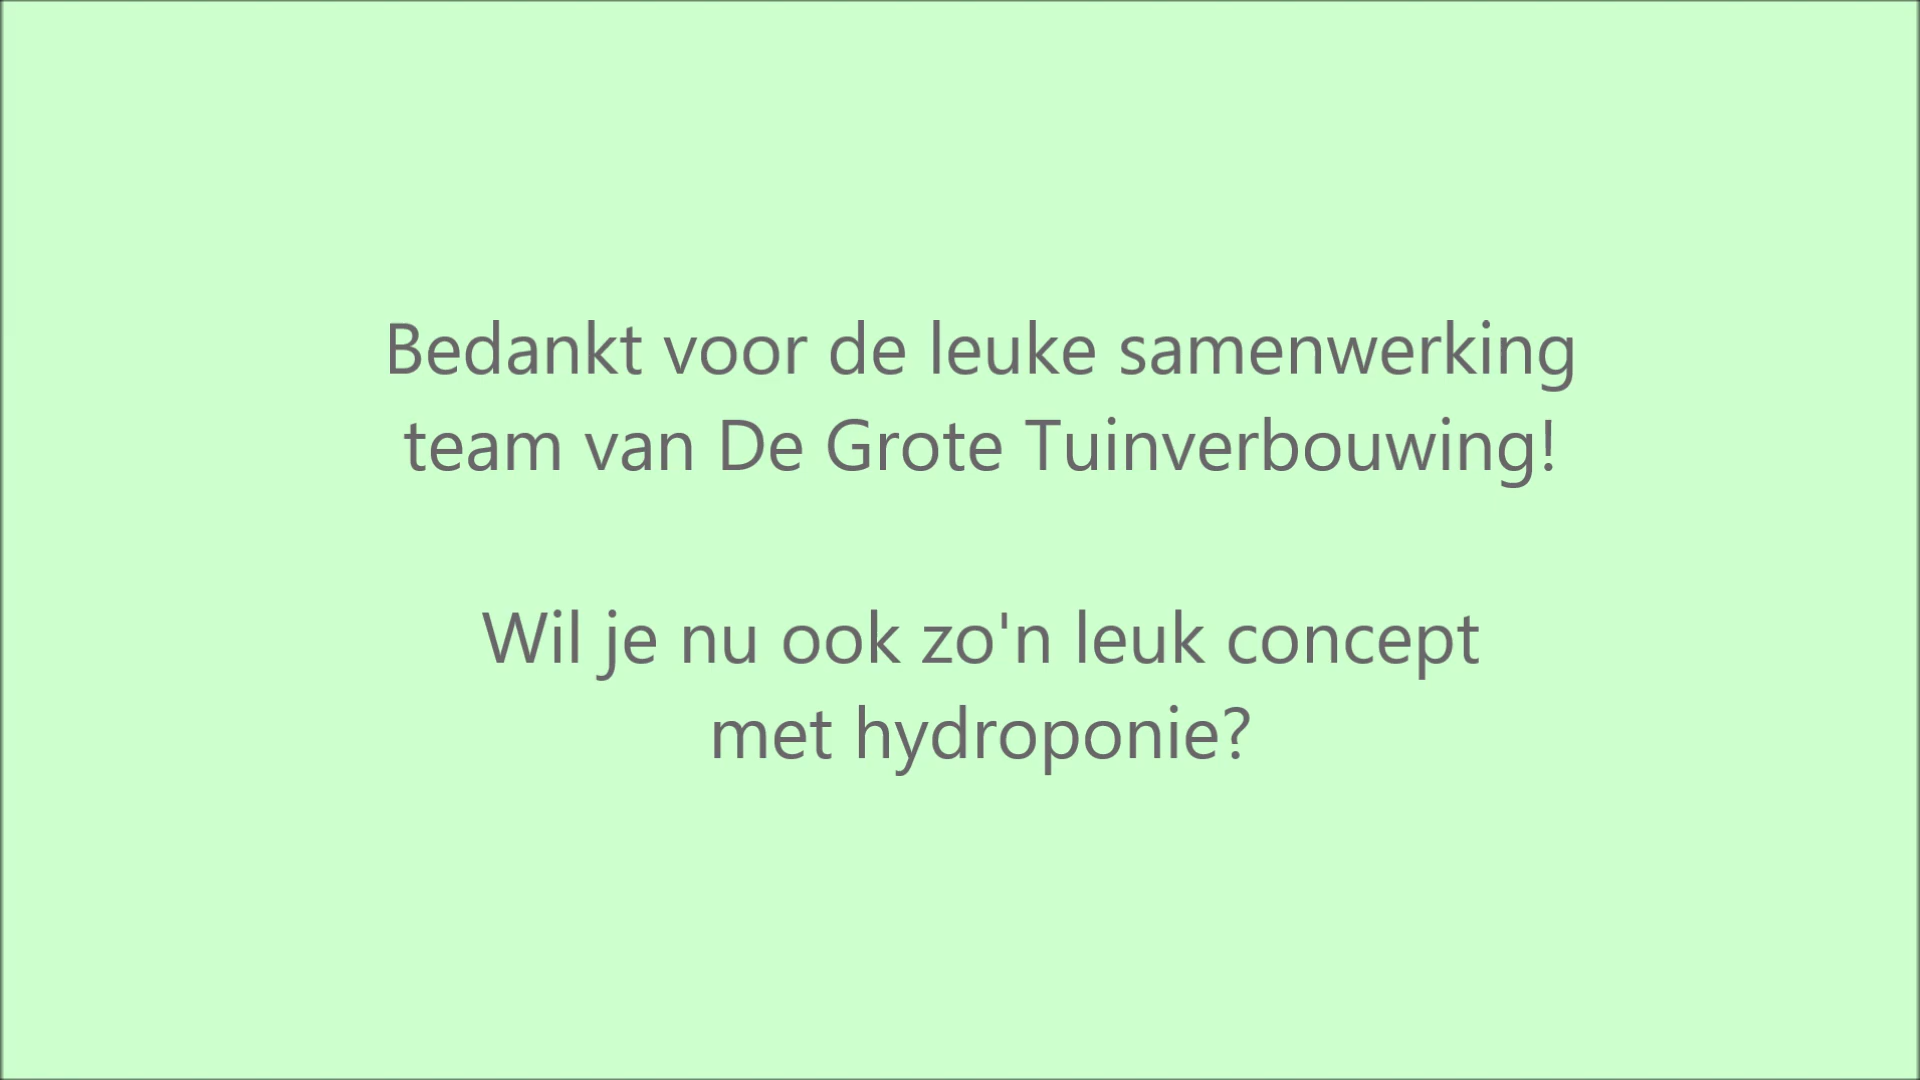 Bedankt voor de leuke samenwerking
team van De Grote Tuinverbouwing!
Wil je nu ook zo'n leuk concept
met hydroponie?